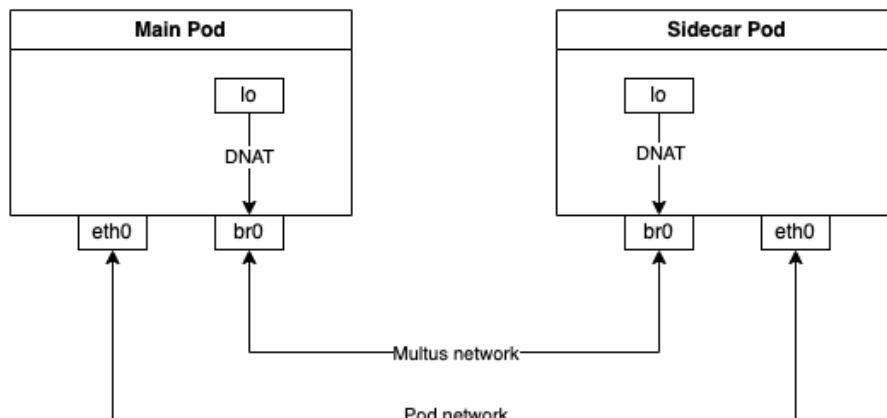 Main Pod
Sidecar Pod
lo
lo
DNAT
DNAT
eth0
br0
br0
eth0
Multus network
Pod network